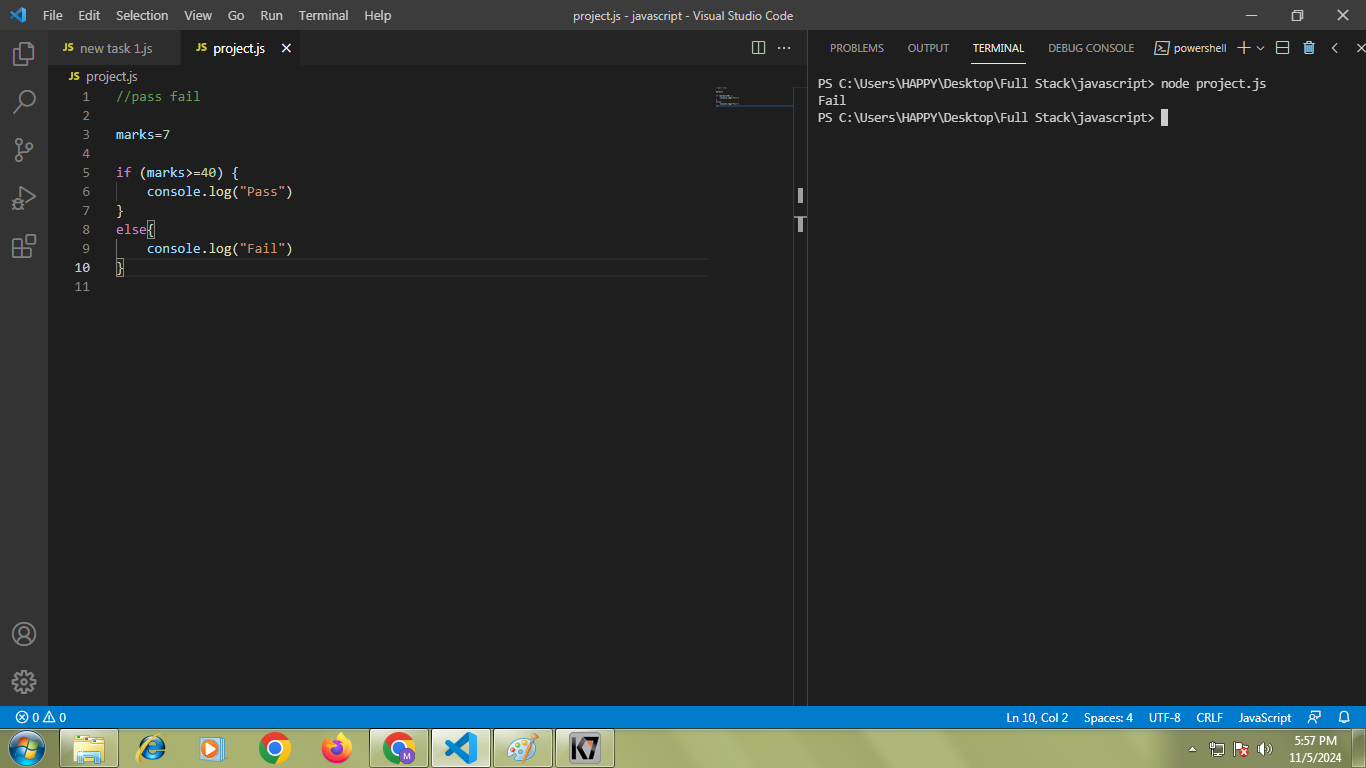 File Edit Selection View Go Run Terminal Help
project.js - javascript - Visual Studio Code
JS new task 1.js
JS project.js
JS project.js
1 //pass fail
2
3 marks=7
4
5 if (marks>=40) {
6 console.log("Pass")
7 }
8 else{
9 console.log("Fail")
10 }
11
PROBLEMS OUTPUT TERMINAL DEBUG CONSOLE powershell
PS C:\Users\HAPPY\Desktop\Full Stack\javascript> node project.js
Fail
PS C:\Users\HAPPY\Desktop\Full Stack\javascript>
0 0
Ln 10, Col 2 Spaces: 4 UTF-8 CRLF JavaScript
M
K7
5:57 PM
11/5/2024